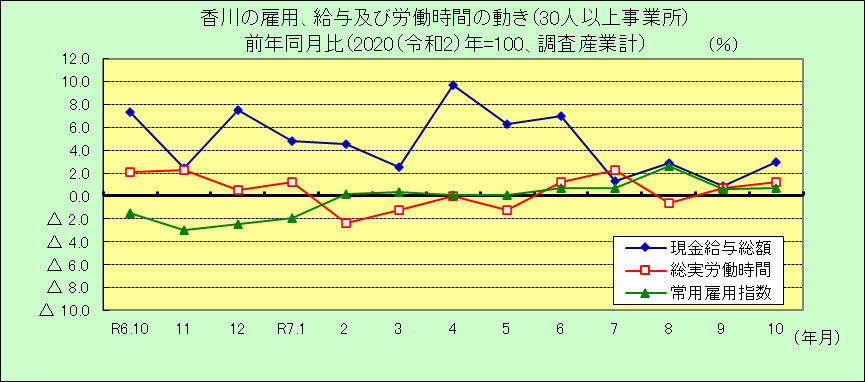 香川の雇用、給与及び労働時間の動き(30人以上事業所)
前年同月比(2020(令和2)年=100、調査産業計) (%)
12.0
10.0
8.0
6.0
4.0
2.0
0.0
△ 2.0
△ 4.0
△ 6.0
△ 8.0
△ 10.0
現金給与総額
総実労働時間
常用雇用指数
R6.10 11 12 R7.1 2 3 4 5 6 7 8 9 10
(年月)